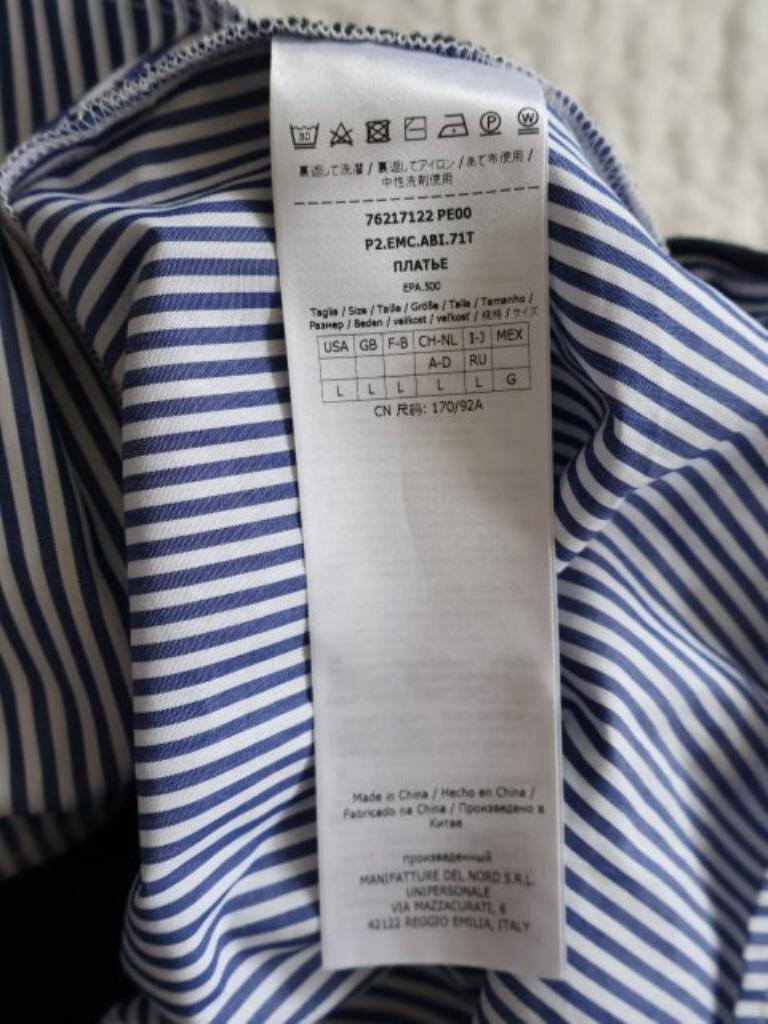 30 P W
裏返して洗濯 / 裏返してアイロン / あて布使用 /
中性洗剤使用
76217122 PE00
P2.EMC.ABI.71T
ПЛАТЬЕ
EPA.500
Taglia / Size / Taille / Größe / Talla / Tamanho /
Размер / Beden / velikost / veľkosť / 规格 / サイズ
USA GB F-B CH-NL I-J MEX
A-D RU
L L L L L G
CN 尺码: 170/92A
Made in China / Hecho en China /
Fabricado na China / Произведено в
Китае
произведенный
MANIFATTURE DEL NORD S.R.L.
UNIPERSONALE
VIA MAZZACURATI, 6
42122 REGGIO EMILIA, ITALY